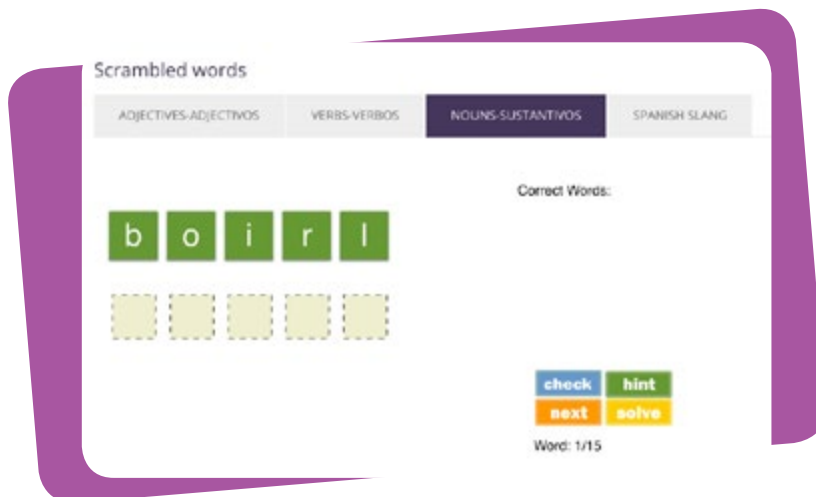 Scrambled words
ADJECTIVES-ADJECTIVOS VERBS-VERBOS NOUNS-SUSTANTIVOS SPANISH SLANG
Correct Words:
b o i r l
check hint
next solve
Word: 1/15